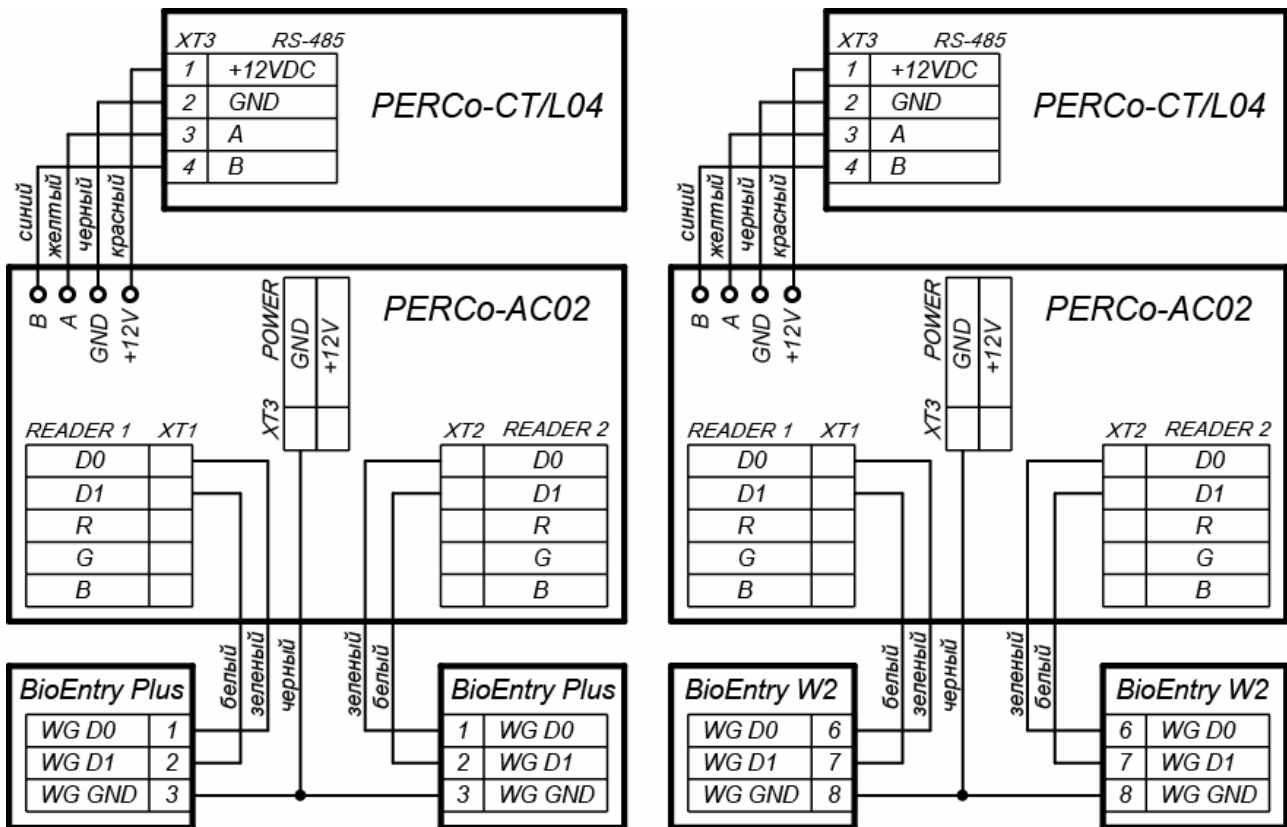 XT3 RS-485
1 +12VDC
2 GND
3 A
4 B
PERCo-CT/L04
синий
желтый
черный
красный
B
A
GND
+12V
POWER
GND
+12V
XT3
PERCo-AC02
READER 1 XT1
D0
D1
R
G
B
XT2 READER 2
D0
D1
R
G
B
белый
зеленый
черный
зеленый
белый
BioEntry Plus
WG D0 1
WG D1 2
WG GND 3
BioEntry Plus
1 WG D0
2 WG D1
3 WG GND
XT3 RS-485
1 +12VDC
2 GND
3 A
4 B
PERCo-CT/L04
синий
желтый
черный
красный
B
A
GND
+12V
POWER
GND
+12V
XT3
PERCo-AC02
READER 1 XT1
D0
D1
R
G
B
XT2 READER 2
D0
D1
R
G
B
белый
зеленый
черный
зеленый
белый
BioEntry W2
WG D0 6
WG D1 7
WG GND 8
BioEntry W2
6 WG D0
7 WG D1
8 WG GND